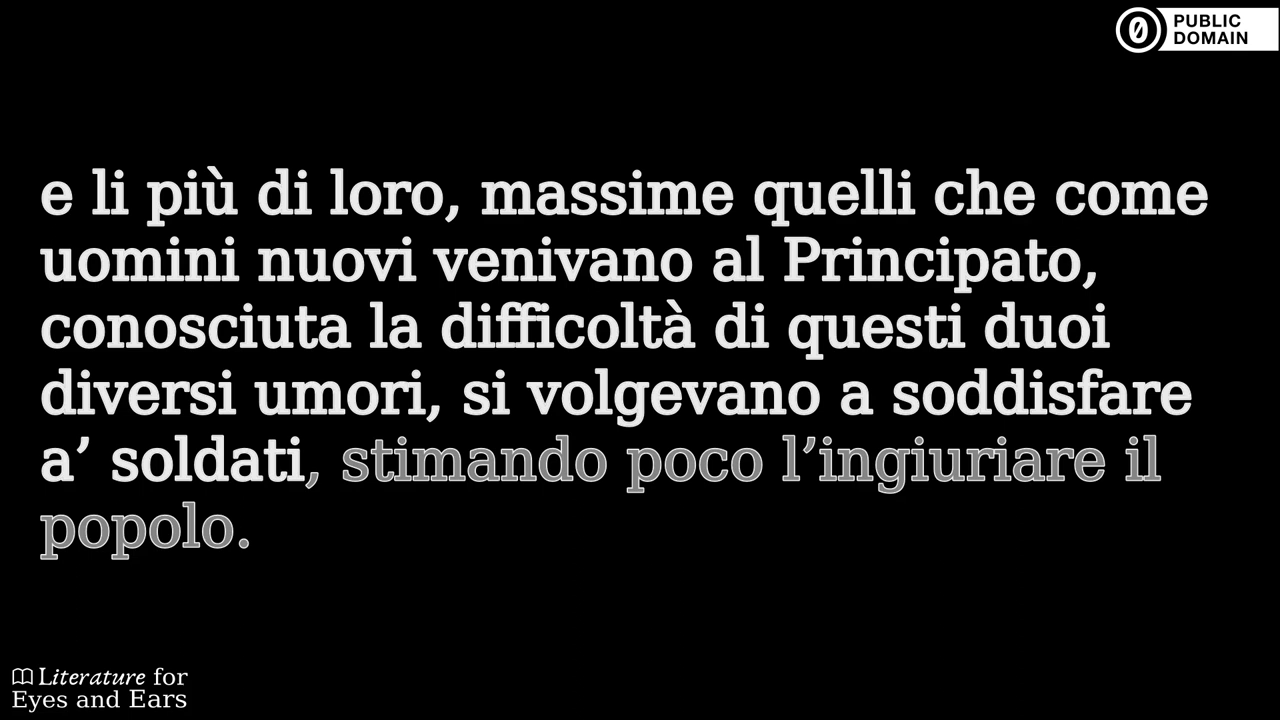 PUBLIC
DOMAIN
e li più di loro, massime quelli che come
uomini nuovi venivano al Principato,
conosciuta la difficoltà di questi duoi
diversi umori, si volgevano a soddisfare
a’ soldati, stimando poco l’ingiuriare il
popolo.
Literature for
Eyes and Ears